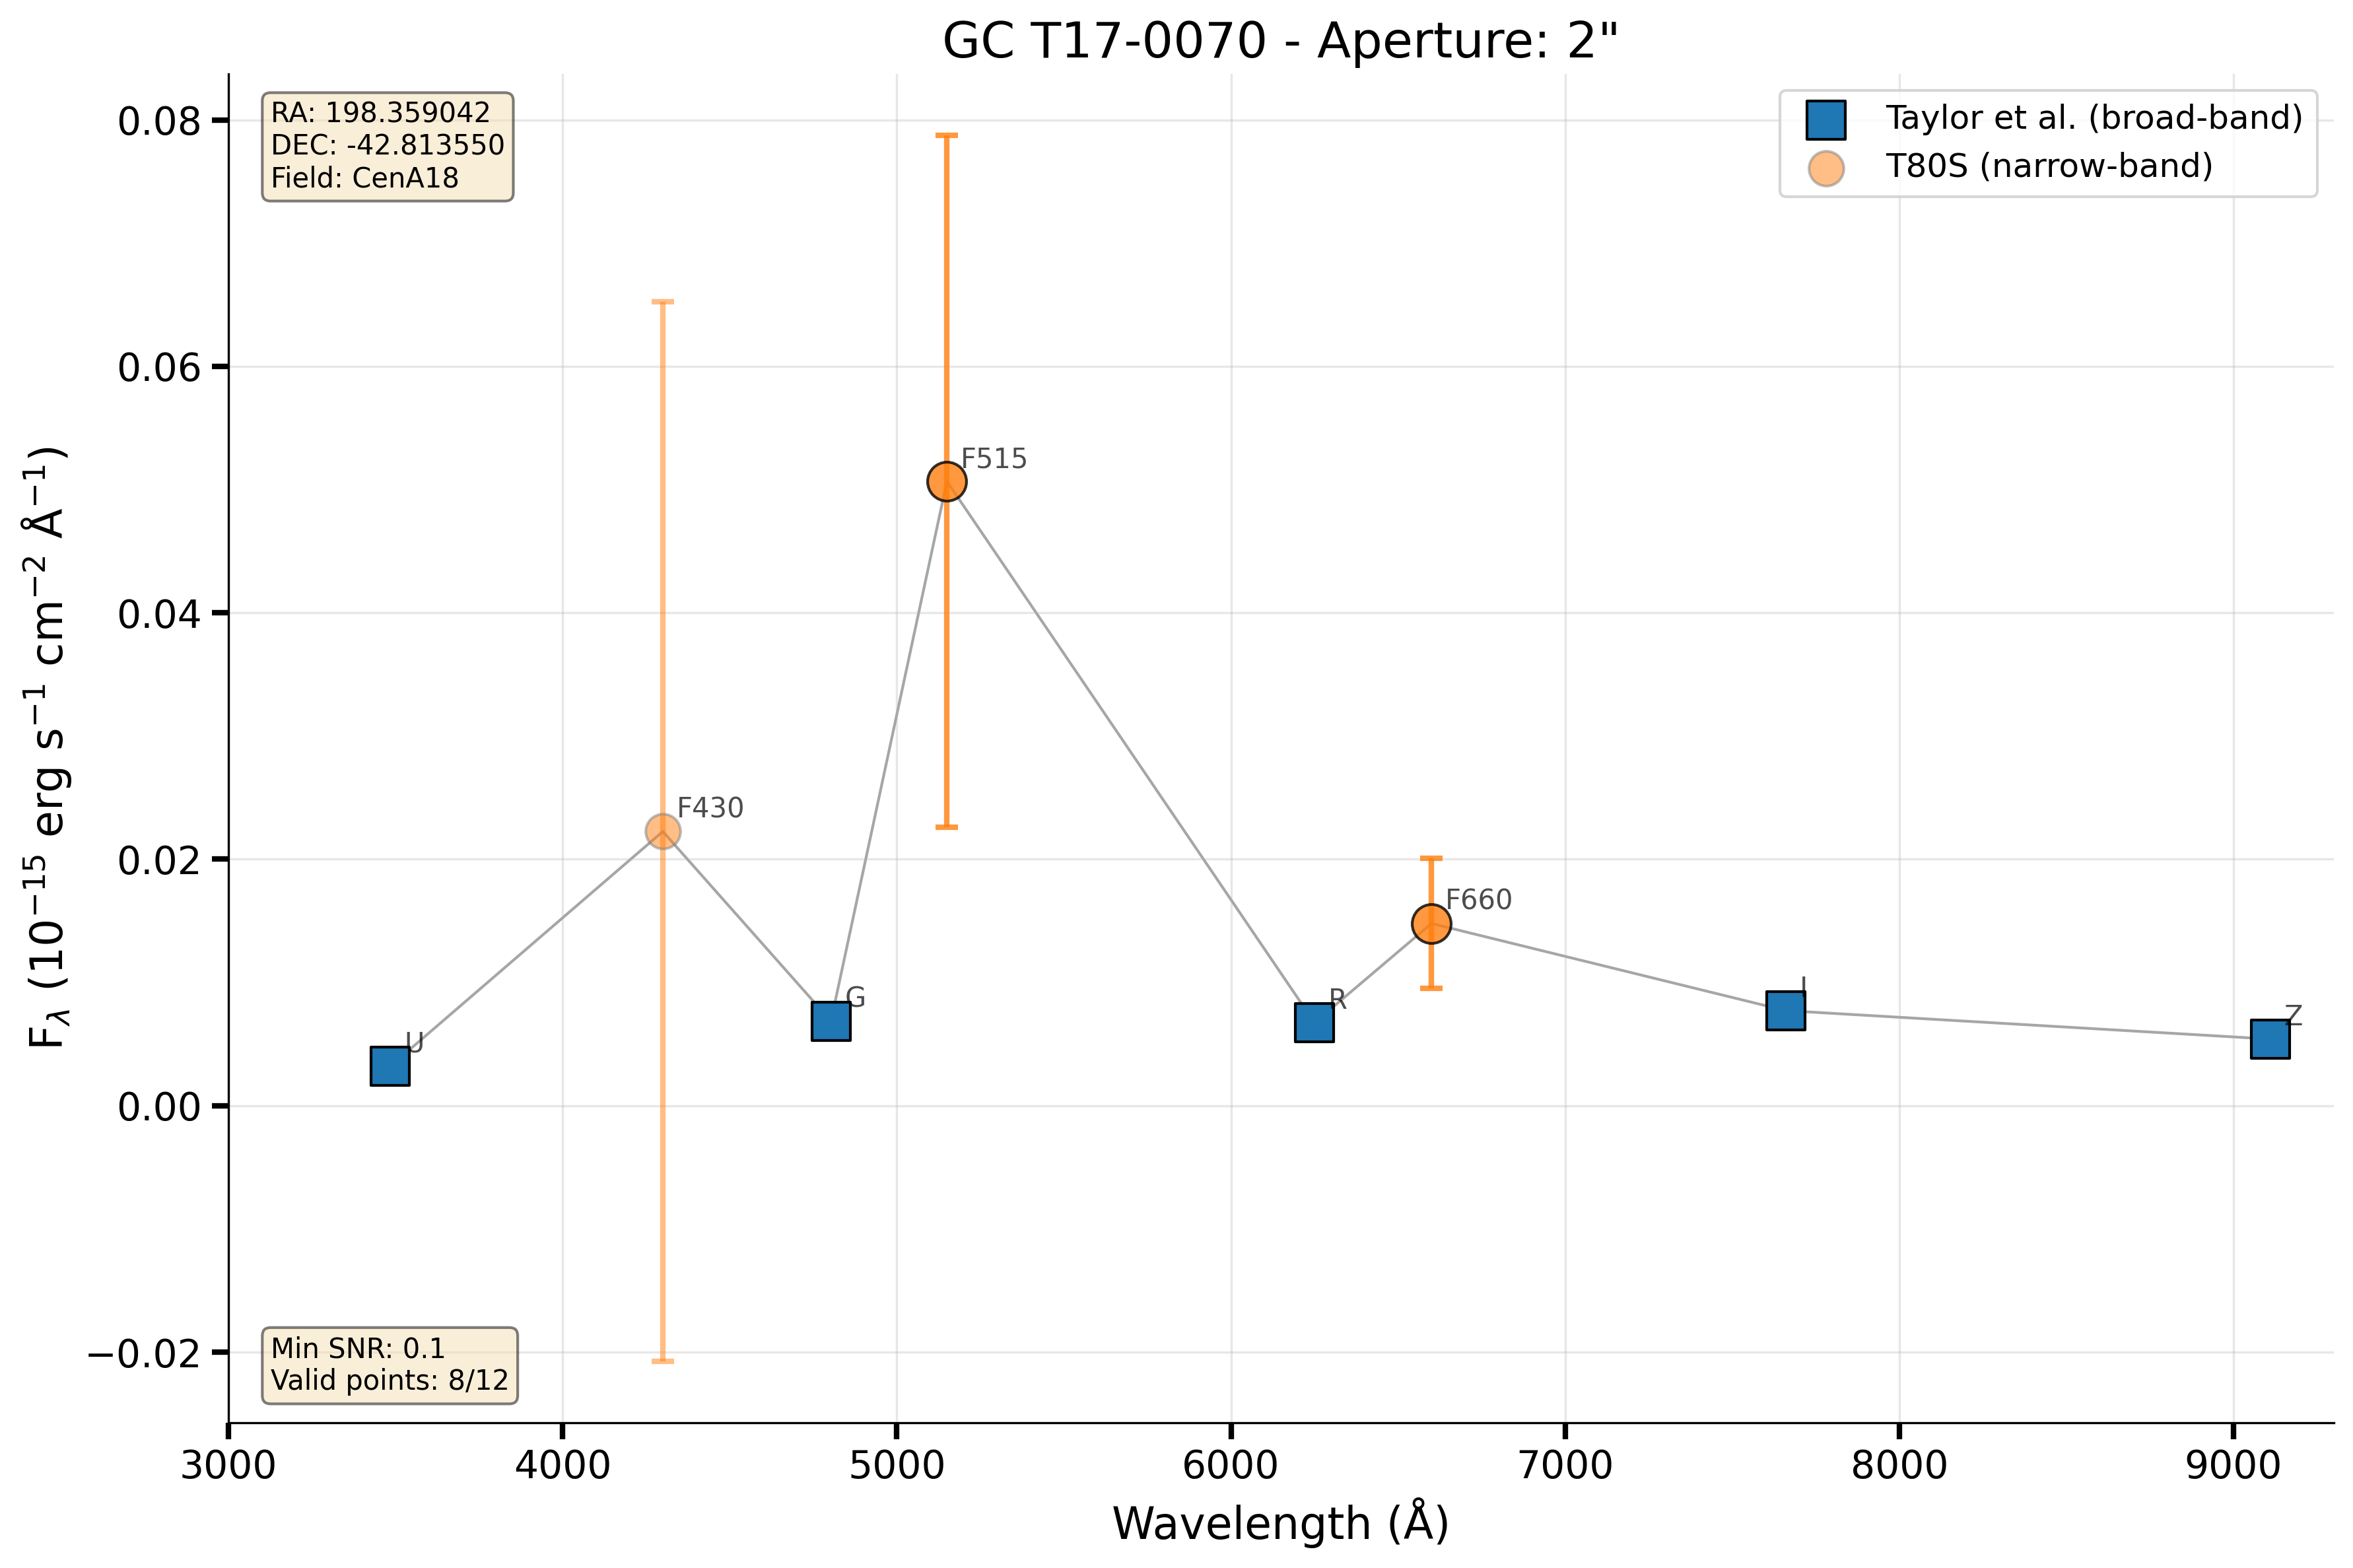 GC T17-0070 - Aperture: 2"
RA: 198.359042
DEC: -42.813550
Field: CenA18
Taylor et al. (broad-band)
T80S (narrow-band)
0.08
0.06
0.04
0.02
0.00
−0.02
F_λ (10⁻¹⁵ erg s⁻¹ cm⁻² Å⁻¹)
U
F430
G
F515
R
F660
I
Z
Min SNR: 0.1
Valid points: 8/12
3000 4000 5000 6000 7000 8000 9000
Wavelength (Å)